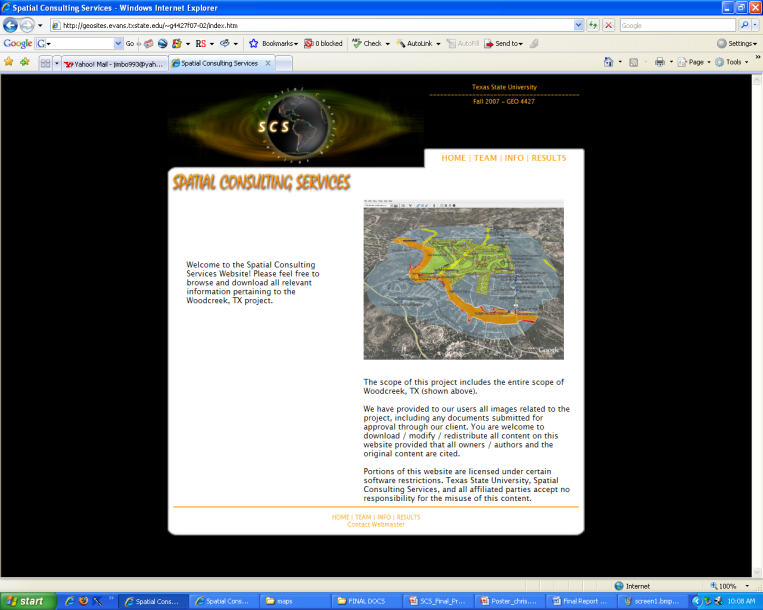 Spatial Consulting Services - Windows Internet Explorer
http://geosites.evans.txstate.edu/~g4427f07-02/index.htm
Google
Google G Go RS Bookmarks 0 blocked Check AutoLink AutoFill Send to Settings
Yahoo! Mail - jimbo993@yah... Spatial Consulting Services Page Tools
Texas State University
Fall 2007 - GEO 4427
SCS
HOME | TEAM | INFO | RESULTS
SPATIAL CONSULTING SERVICES
Welcome to the Spatial Consulting
Services Website! Please feel free to
browse and download all relevant
information pertaining to the
Woodcreek, TX project.
Google
The scope of this project includes the entire scope of
Woodcreek, TX (shown above).
We have provided to our users all images related to the
project, including any documents submitted for
approval through our client. You are welcome to
download / modify / redistribute all content on this
website provided that all owners / authors and the
original content are cited.
Portions of this website are licensed under certain
software restrictions. Texas State University, Spatial
Consulting Services, and all affiliated parties accept no
responsibility for the misuse of this content.
HOME | TEAM | INFO | RESULTS
Contact Webmaster
Internet 100%
start Spatial Cons... Spatial Cons... maps FINAL DOCS SCS_Final_Pr... Poster_chris.... Final Report ... screen1.bmp... 10:08 AM